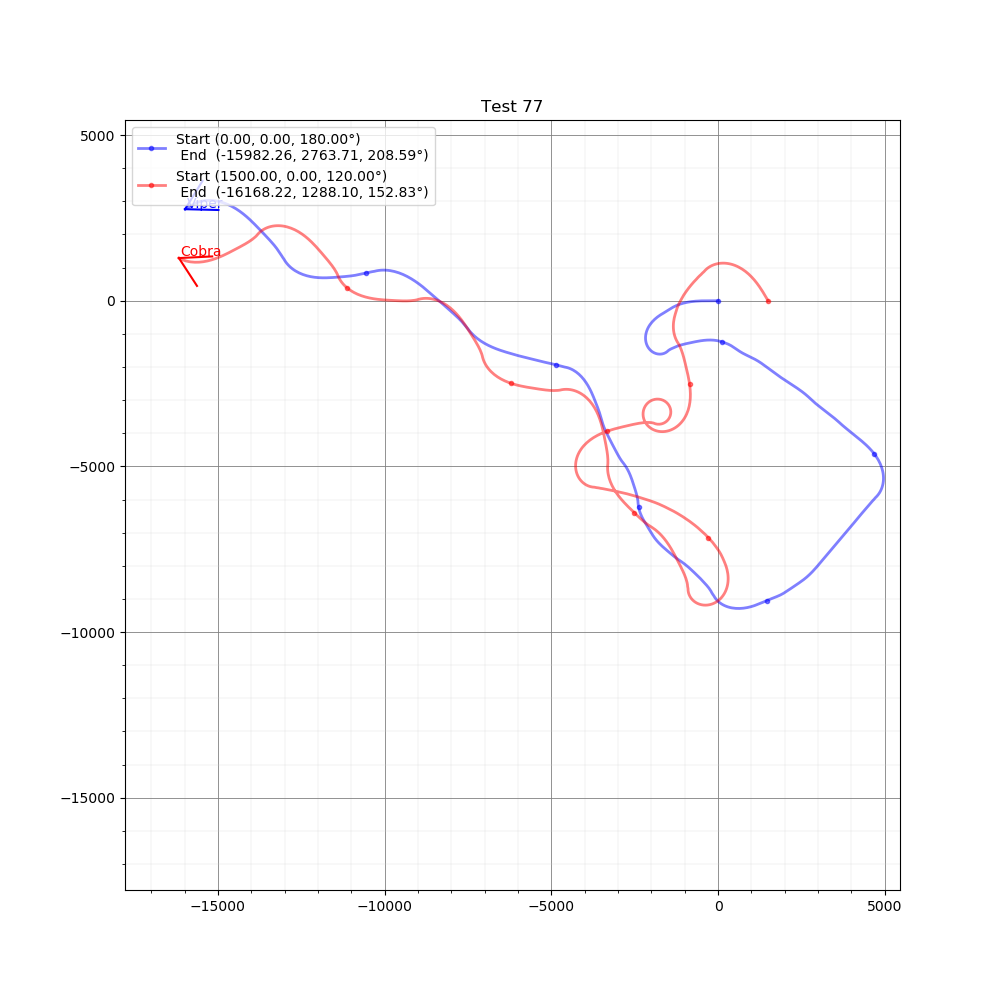 Test 77
Start (0.00, 0.00, 180.00°)
End (-15982.26, 2763.71, 208.59°)
Start (1500.00, 0.00, 120.00°)
End (-16168.22, 1288.10, 152.83°)
Viper
Cobra
5000
0
−5000
−10000
−15000
−15000
−10000
−5000
0
5000